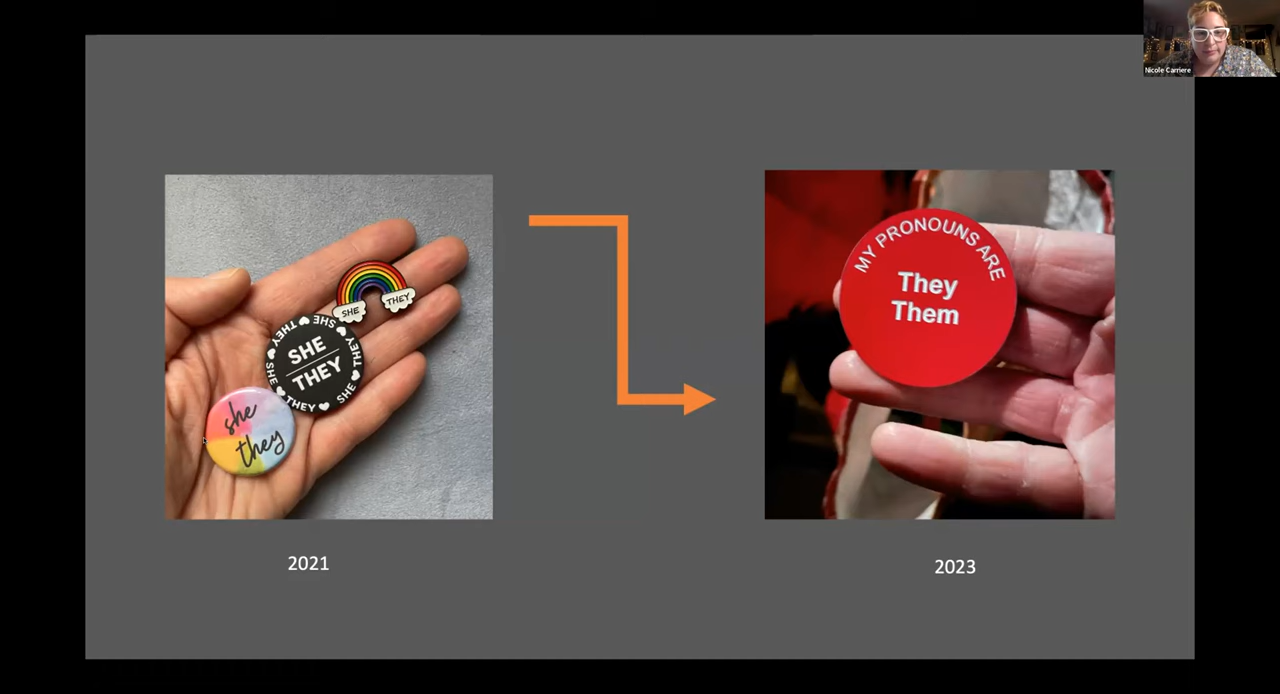 Nicole Carriere
SHE
THEY
SHE
THEY
SHE
THEY
SHE
THEY
SHE
THEY
she
they
MY PRONOUNS ARE
They
Them
2021
2023